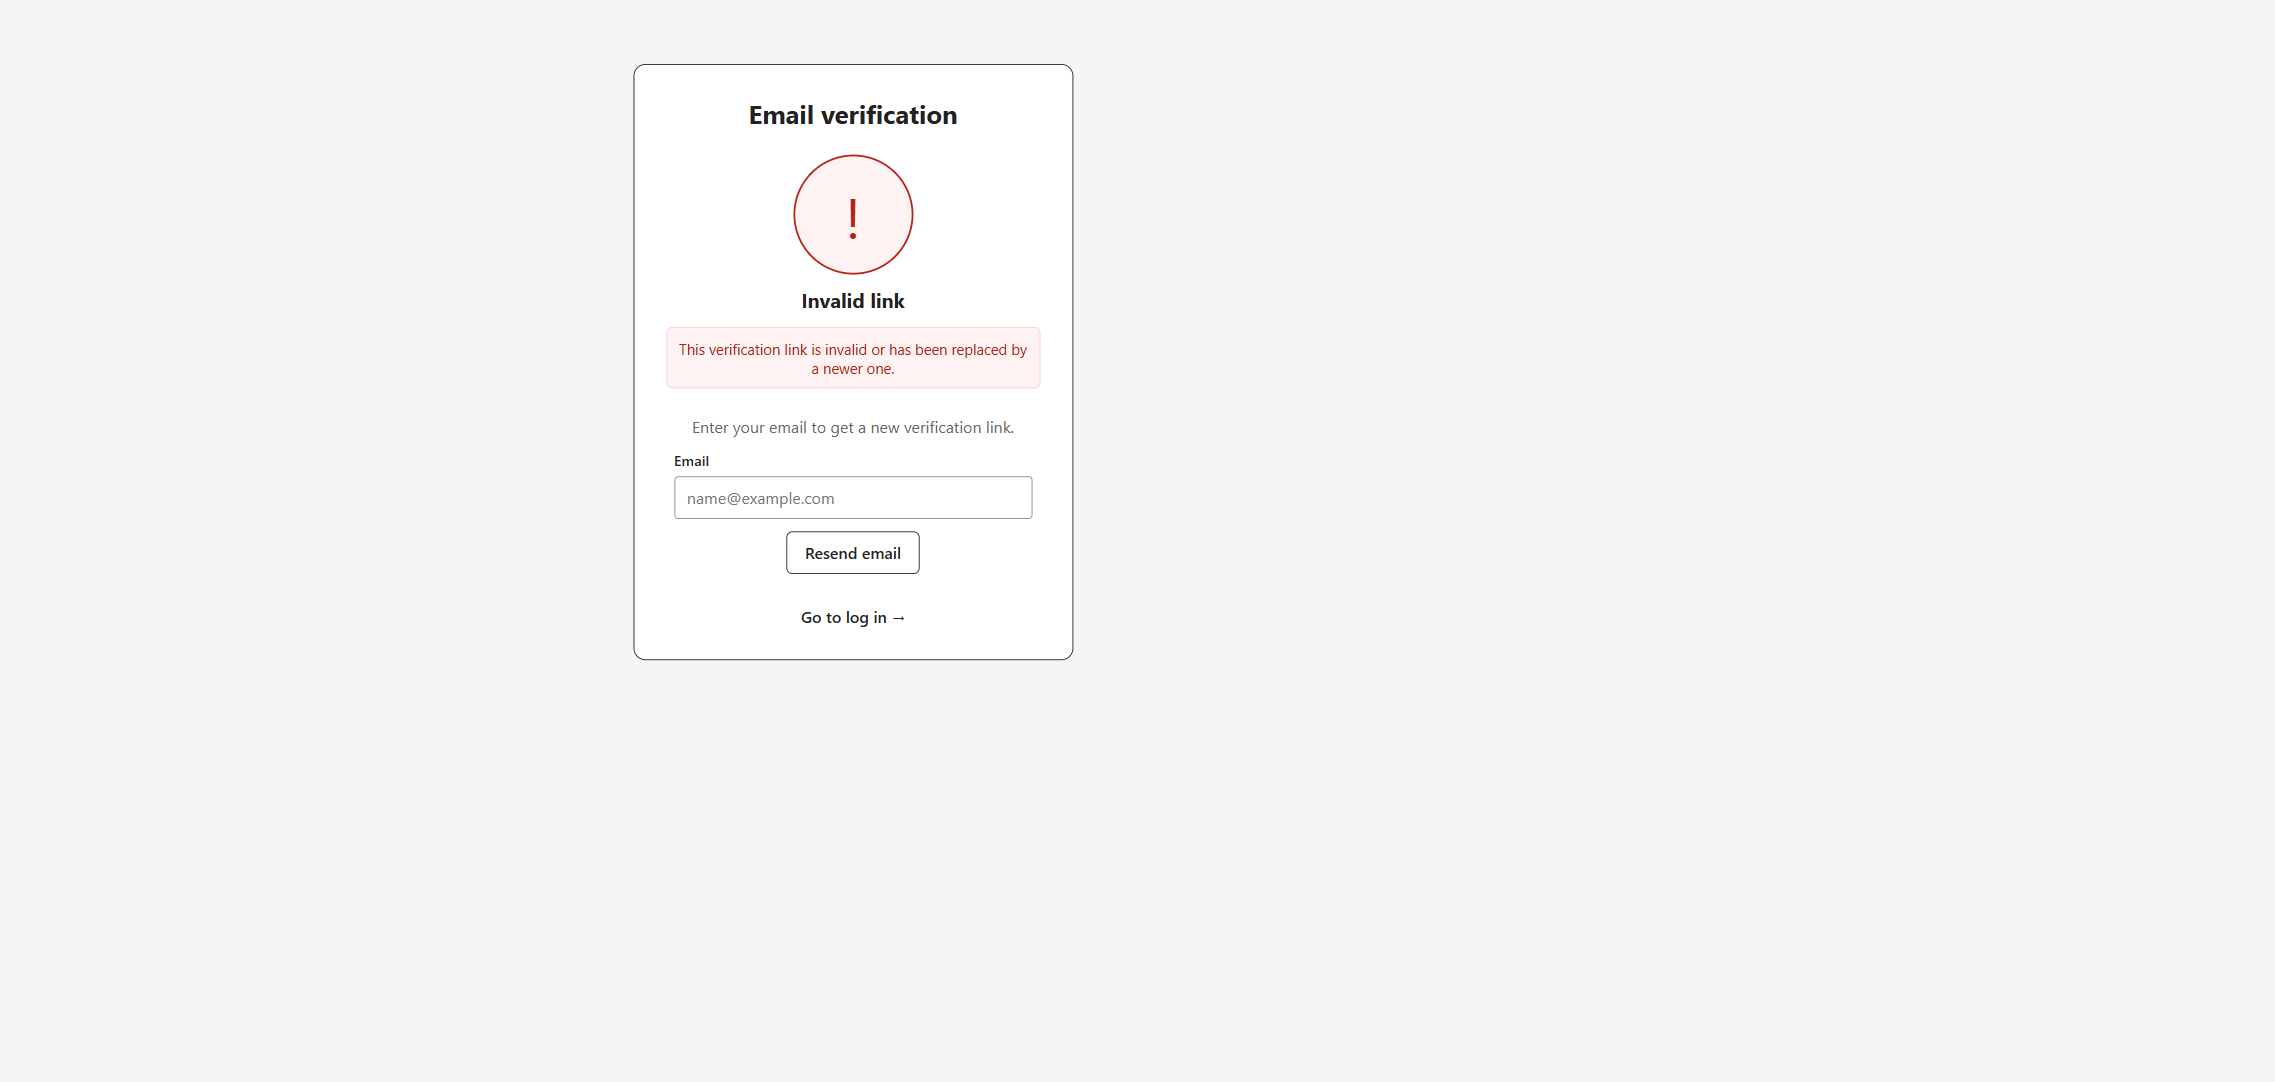 Email verification
!
Invalid link
This verification link is invalid or has been replaced by
a newer one.
Enter your email to get a new verification link.
Email
name@example.com
Resend email
Go to log in →